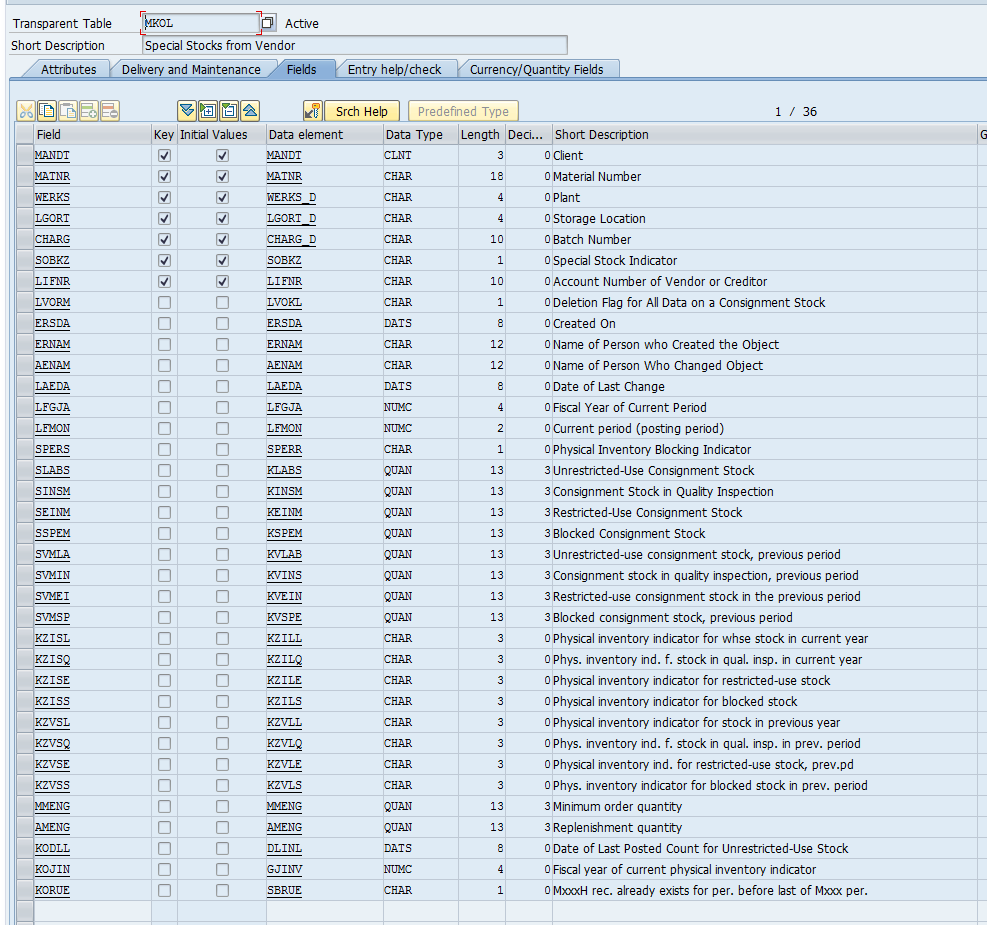 Transparent Table MKOL Active
Short Description Special Stocks from Vendor
Attributes Delivery and Maintenance Fields Entry help/check Currency/Quantity Fields
Srch Help Predefined Type 1 / 36
Field Key Initial Values Data element Data Type Length Deci... Short Description G
MANDT MANDT CLNT 3 0 Client
MATNR MATNR CHAR 18 0 Material Number
WERKS WERKS_D CHAR 4 0 Plant
LGORT LGORT_D CHAR 4 0 Storage Location
CHARG CHARG_D CHAR 10 0 Batch Number
SOBKZ SOBKZ CHAR 1 0 Special Stock Indicator
LIFNR LIFNR CHAR 10 0 Account Number of Vendor or Creditor
LVORM LVOKL CHAR 1 0 Deletion Flag for All Data on a Consignment Stock
ERSDA ERSDA DATS 8 0 Created On
ERNAM ERNAM CHAR 12 0 Name of Person who Created the Object
AENAM AENAM CHAR 12 0 Name of Person Who Changed Object
LAEDA LAEDA DATS 8 0 Date of Last Change
LFGJA LFGJA NUMC 4 0 Fiscal Year of Current Period
LFMON LFMON NUMC 2 0 Current period (posting period)
SPERS SPERR CHAR 1 0 Physical Inventory Blocking Indicator
SLABS KLABS QUAN 13 3 Unrestricted-Use Consignment Stock
SINSM KINSM QUAN 13 3 Consignment Stock in Quality Inspection
SEINM KEINM QUAN 13 3 Restricted-Use Consignment Stock
SSPEM KSPEM QUAN 13 3 Blocked Consignment Stock
SVMLA KVLAB QUAN 13 3 Unrestricted-use consignment stock, previous period
SVMIN KVINS QUAN 13 3 Consignment stock in quality inspection, previous period
SVMEI KVEIN QUAN 13 3 Restricted-use consignment stock in the previous period
SVMSP KVSPE QUAN 13 3 Blocked consignment stock, previous period
KZISL KZILL CHAR 3 0 Physical inventory indicator for whse stock in current year
KZISQ KZILQ CHAR 3 0 Phys. inventory ind. f. stock in qual. insp. in current year
KZISE KZILE CHAR 3 0 Physical inventory indicator for restricted-use stock
KZISS KZILS CHAR 3 0 Physical inventory indicator for blocked stock
KZVSL KZVLL CHAR 3 0 Physical inventory indicator for stock in previous year
KZVSQ KZVLQ CHAR 3 0 Phys. inventory ind. f. stock in qual. insp. in prev. period
KZVSE KZVLE CHAR 3 0 Physical inventory ind. for restricted-use stock, prev.pd
KZVSS KZVLS CHAR 3 0 Phys. inventory indicator for blocked stock in prev. period
MMENG MMENG QUAN 13 3 Minimum order quantity
AMENG AMENG QUAN 13 3 Replenishment quantity
KODLL DLINL DATS 8 0 Date of Last Posted Count for Unrestricted-Use Stock
KOJIN GJINV NUMC 4 0 Fiscal year of current physical inventory indicator
KORUE SBRUE CHAR 1 0 MxxxH rec. already exists for per. before last of Mxxx per.